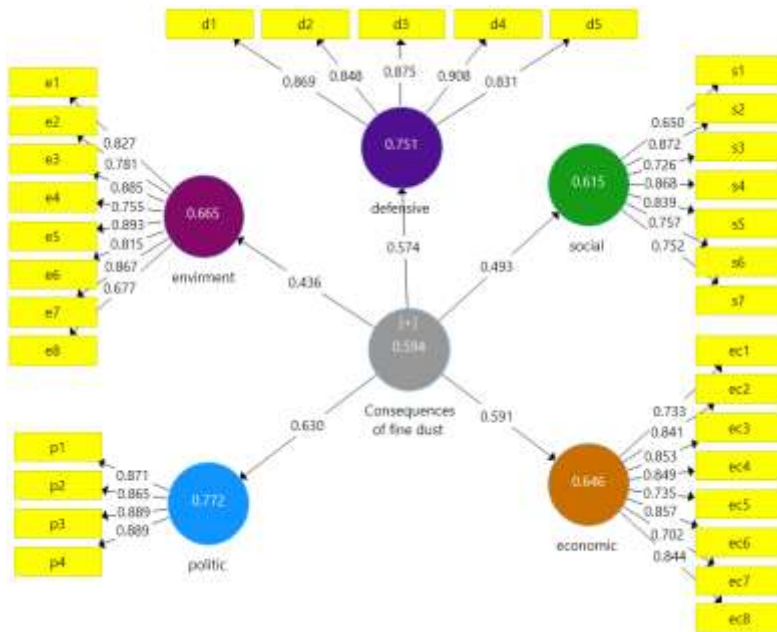 d1
d2
d3
d4
d5
0.869
0.848
0.875
0.908
0.831
0.751
defensive
e1
e2
e3
e4
e5
e6
e7
e8
0.827
0.781
0.885
0.755
0.893
0.815
0.867
0.677
0.665
envirment
s1
s2
s3
s4
s5
s6
s7
0.650
0.872
0.726
0.868
0.839
0.757
0.752
0.615
social
0.436
0.574
0.493
[+]
0.594
Consequences
of fine dust
0.630
0.591
p1
p2
p3
p4
0.871
0.865
0.889
0.889
0.772
politic
ec1
ec2
ec3
ec4
ec5
ec6
ec7
ec8
0.733
0.841
0.853
0.849
0.735
0.857
0.702
0.844
0.646
economic